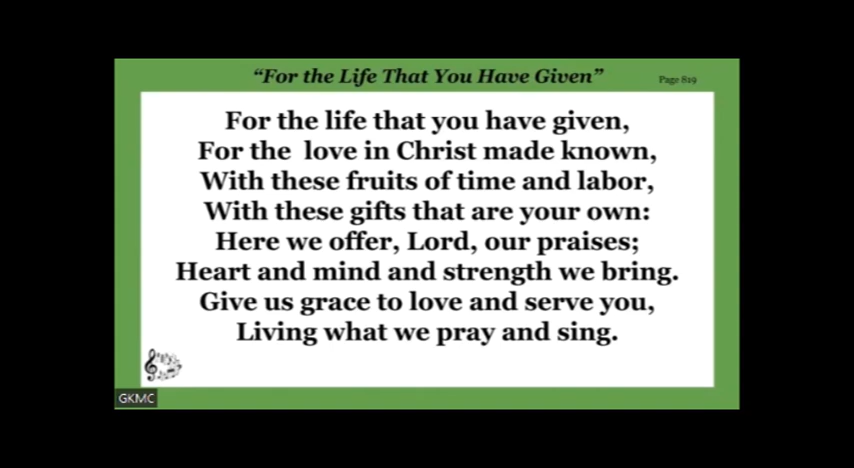 “For the Life That You Have Given”
Page 819
For the life that you have given,
For the love in Christ made known,
With these fruits of time and labor,
With these gifts that are your own:
Here we offer, Lord, our praises;
Heart and mind and strength we bring.
Give us grace to love and serve you,
Living what we pray and sing.
GKMC